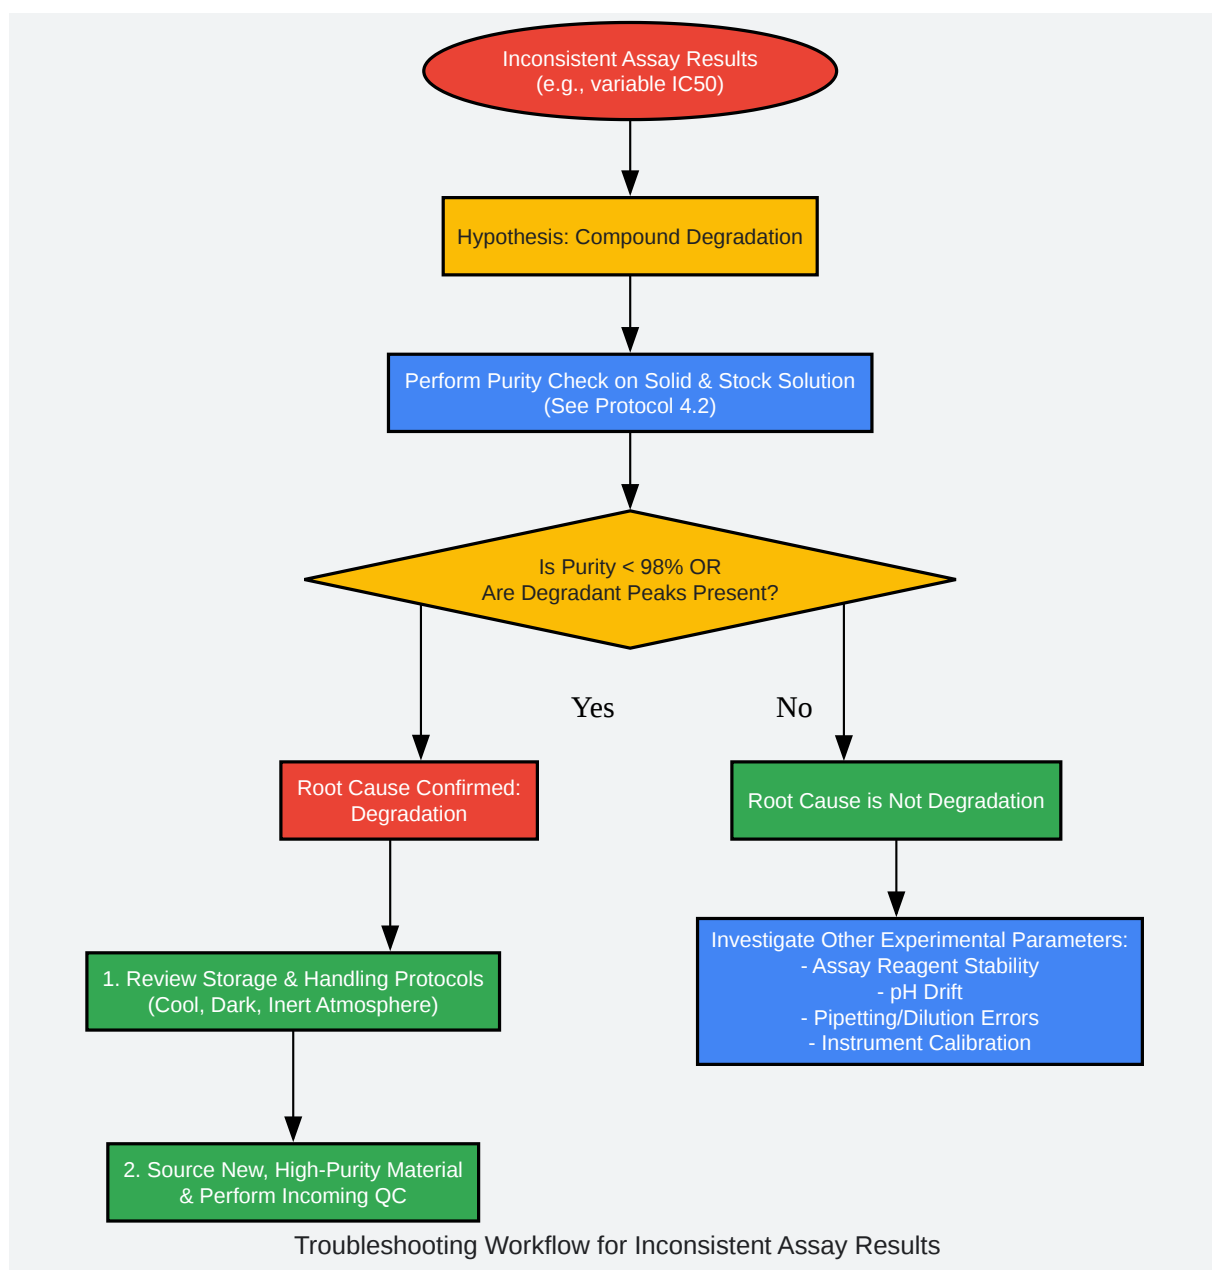 Inconsistent Assay Results
(e.g., variable IC50)
Hypothesis: Compound Degradation
Perform Purity Check on Solid & Stock Solution
(See Protocol 4.2)
Is Purity < 98% OR
Are Degradant Peaks Present?
Yes
No
Root Cause Confirmed:
Degradation
Root Cause is Not Degradation
1. Review Storage & Handling Protocols
(Cool, Dark, Inert Atmosphere)
Investigate Other Experimental Parameters:
- Assay Reagent Stability
- pH Drift
- Pipetting/Dilution Errors
- Instrument Calibration
2. Source New, High-Purity Material
& Perform Incoming QC
Troubleshooting Workflow for Inconsistent Assay Results